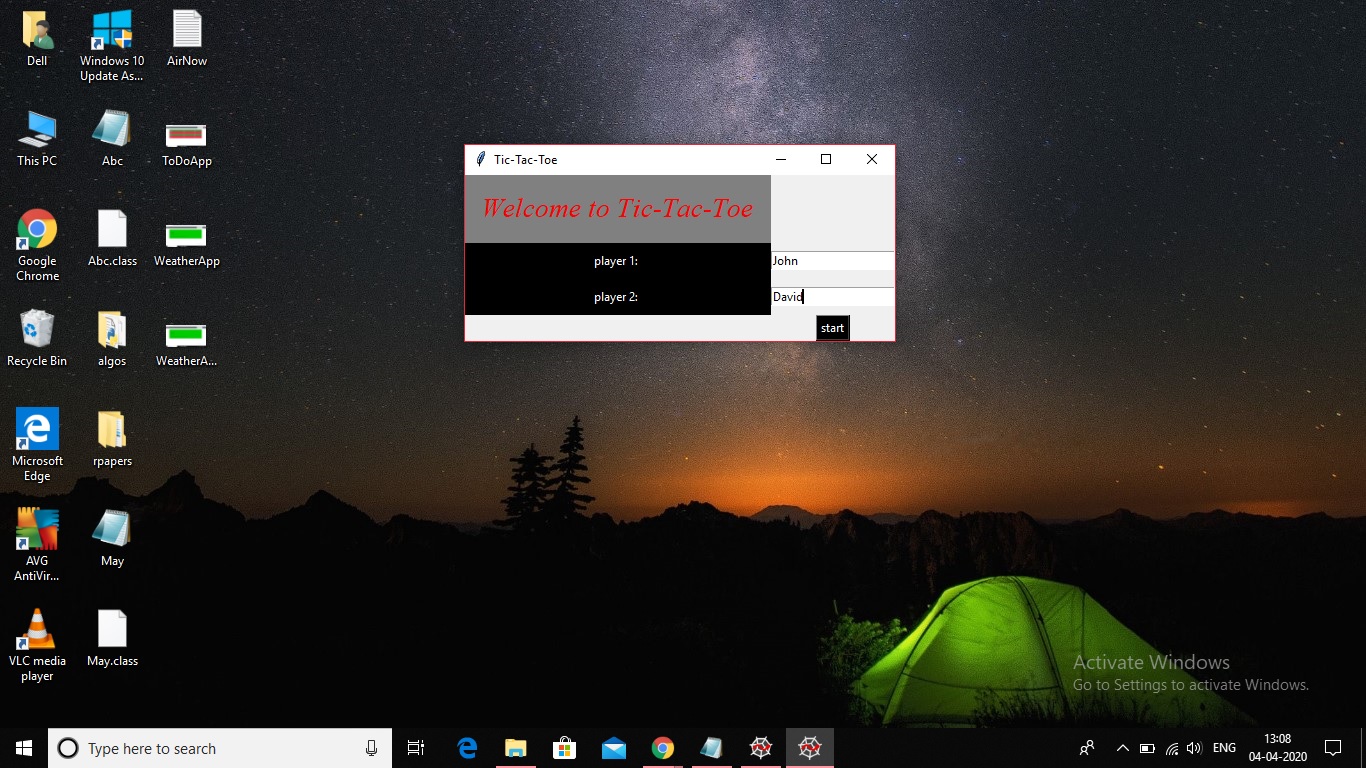 Dell
Windows 10
Update As...
AirNow
This PC
Abc
ToDoApp
Google
Chrome
Abc.class
WeatherApp
Recycle Bin
algos
WeatherA...
Microsoft
Edge
rpapers
AVG
AntiVir...
May
VLC media
player
May.class
Tic-Tac-Toe
Welcome to Tic-Tac-Toe
player 1:
John
player 2:
David
start
Activate Windows
Go to Settings to activate Windows.
Type here to search
ENG
13:08
04-04-2020